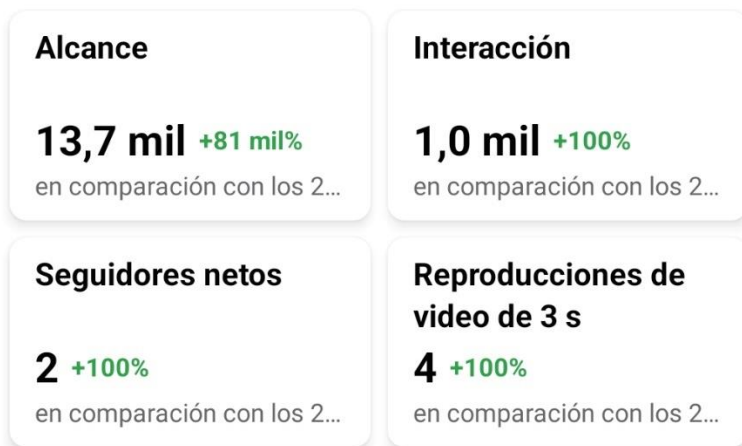 Alcance
13,7 mil +81 mil%
en comparación con los 2...
Interacción
1,0 mil +100%
en comparación con los 2...
Seguidores netos
2 +100%
en comparación con los 2...
Reproducciones de
video de 3 s
4 +100%
en comparación con los 2...